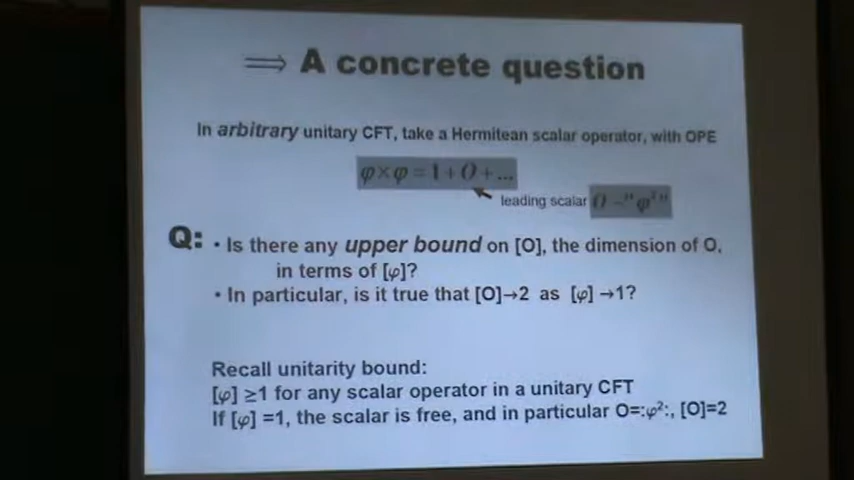 ⟹ A concrete question
In arbitrary unitary CFT, take a Hermitean scalar operator, with OPE
φ×φ = 1 + O + ...
leading scalar O ~ "φ²"
Q: • Is there any upper bound on [O], the dimension of O,
in terms of [φ]?
• In particular, is it true that [O]→2 as [φ] →1?
Recall unitarity bound:
[φ] ≥1 for any scalar operator in a unitary CFT
If [φ] =1, the scalar is free, and in particular O=:φ²:, [O]=2